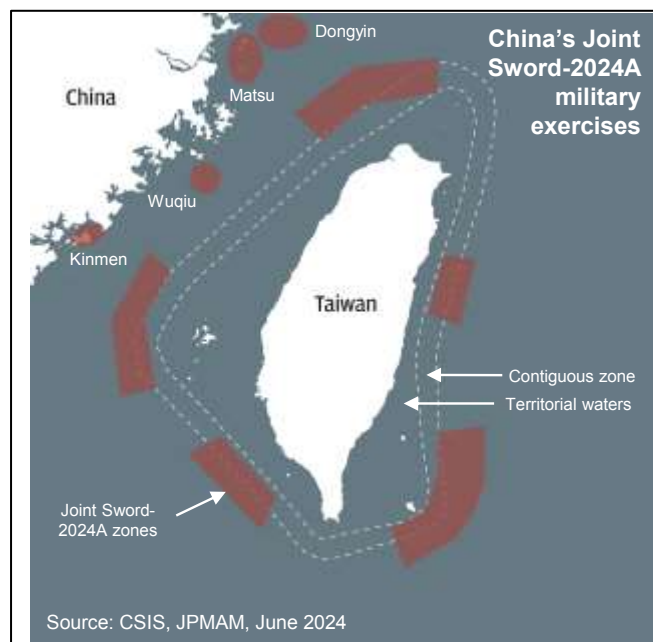 China's Joint
Sword-2024A
military
exercises
Dongyin
China
Matsu
Wuqiu
Kinmen
Taiwan
Contiguous zone
Territorial waters
Joint Sword-
2024A zones
Source: CSIS, JPMAM, June 2024